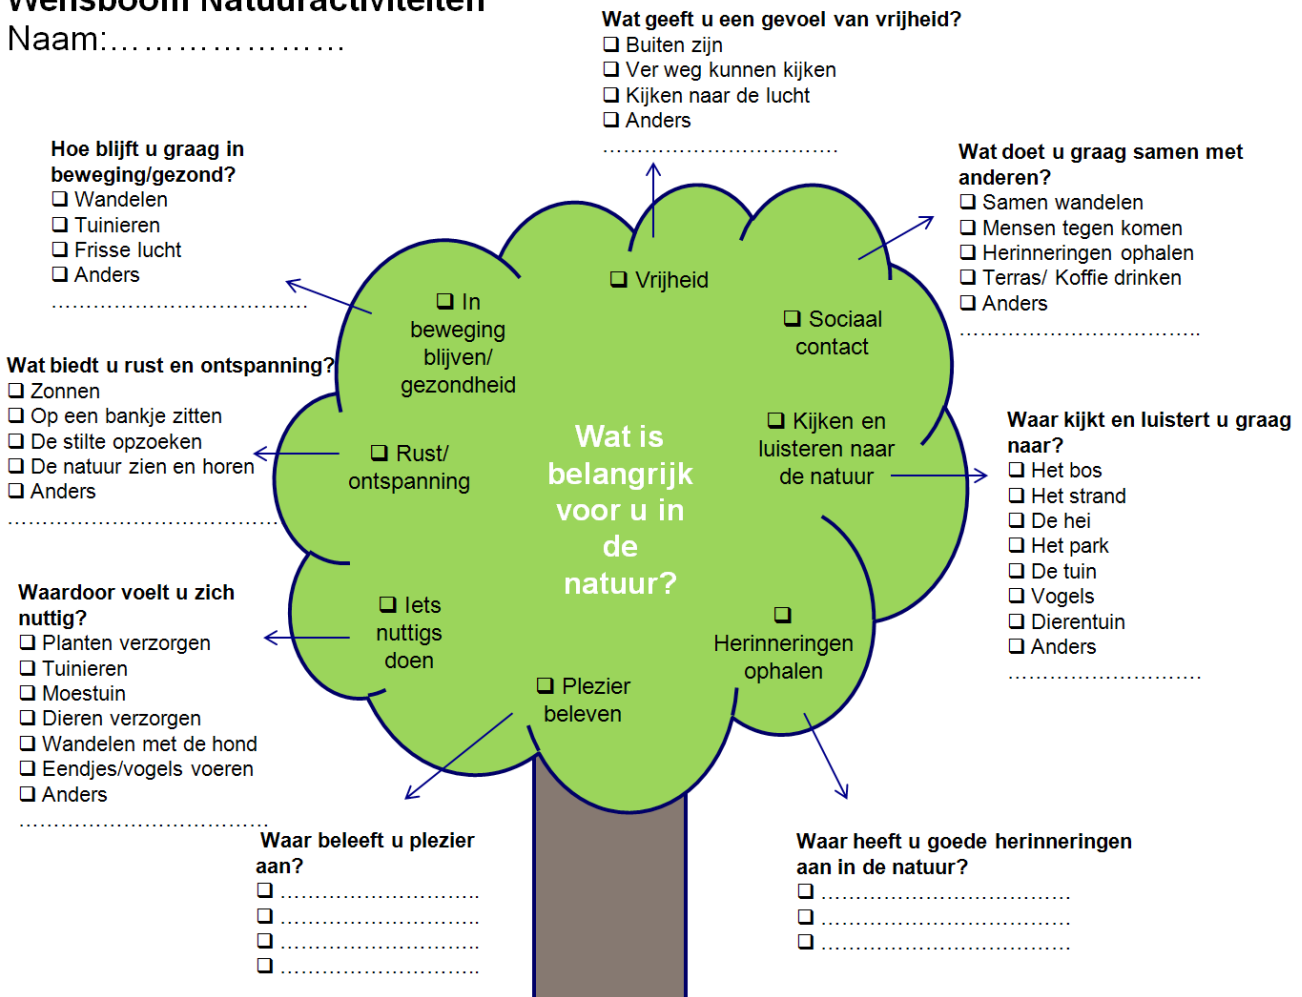 Wensboom Natuuractiviteiten
Naam:…………………
Wat geeft u een gevoel van vrijheid?
❑ Buiten zijn
❑ Ver weg kunnen kijken
❑ Kijken naar de lucht
❑ Anders
…………………………….
Hoe blijft u graag in
beweging/gezond?
❑ Wandelen
❑ Tuinieren
❑ Frisse lucht
❑ Anders
……………………………….
Wat doet u graag samen met
anderen?
❑ Samen wandelen
❑ Mensen tegen komen
❑ Herinneringen ophalen
❑ Terras/ Koffie drinken
❑ Anders
……………………………..
Wat biedt u rust en ontspanning?
❑ Zonnen
❑ Op een bankje zitten
❑ De stilte opzoeken
❑ De natuur zien en horen
❑ Anders
…………………………………
Waar kijkt en luistert u graag
naar?
❑ Het bos
❑ Het strand
❑ De hei
❑ Het park
❑ De tuin
❑ Vogels
❑ Dierentuin
❑ Anders
……………………….
Waardoor voelt u zich
nuttig?
❑ Planten verzorgen
❑ Tuinieren
❑ Moestuin
❑ Dieren verzorgen
❑ Wandelen met de hond
❑ Eendjes/vogels voeren
❑ Anders
………………………………
❑ Vrijheid
❑ In
beweging
blijven/
gezondheid
❑ Sociaal
contact
❑ Rust/
ontspanning
❑ Kijken en
luisteren naar
de natuur
Wat is
belangrijk
voor u in
de
natuur?
❑ Iets
nuttigs
doen
❑ Plezier
beleven
❑
Herinneringen
ophalen
Waar beleeft u plezier
aan?
❑ ………………………..
❑ ………………………..
❑ ………………………..
❑ ………………………..
Waar heeft u goede herinneringen
aan in de natuur?
❑ ………………………………
❑ ………………………………
❑ ………………………………